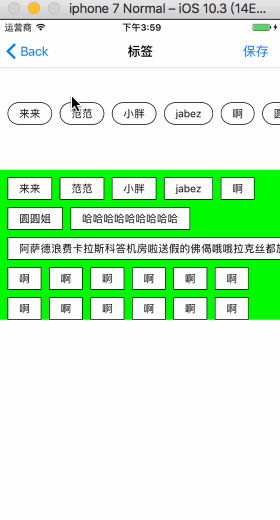 iphone 7 Normal – iOS 10.3 (14E...
运营商 下午3:59
Back 标签 保存
来来 范范 小胖 jabez 啊
来来 范范 小胖 jabez 啊
圆圆姐 哈哈哈哈哈哈哈哈哈
阿萨德浪费卡拉斯科答机房啦送假的佛偈哦哦拉克丝都
啊 啊 啊 啊 啊 啊
啊 啊 啊 啊 啊 啊